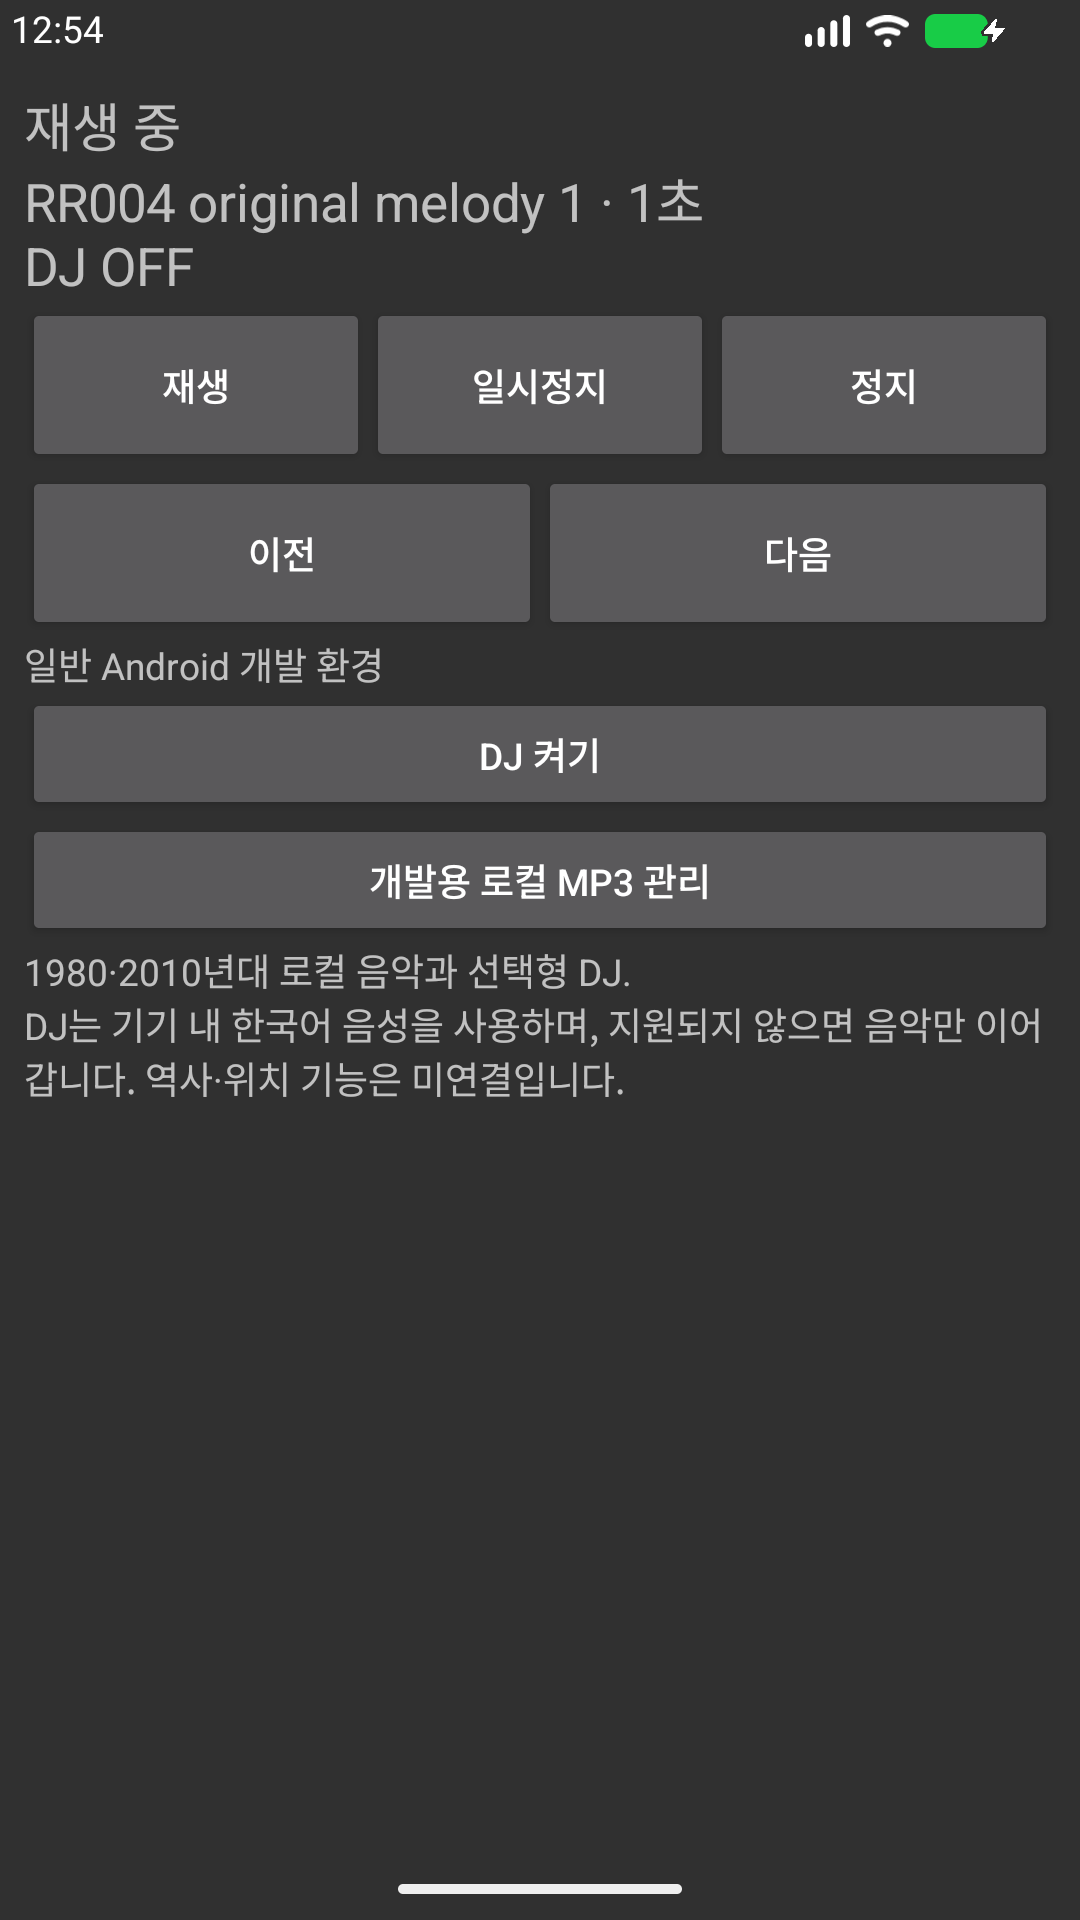 12:54
재생 중
RR004 original melody 1 · 1초
DJ OFF
재생 일시정지 정지
이전 다음
일반 Android 개발 환경
DJ 켜기
개발용 로컬 MP3 관리
1980·2010년대 로컬 음악과 선택형 DJ.
DJ는 기기 내 한국어 음성을 사용하며, 지원되지 않으면 음악만 이어
갑니다. 역사·위치 기능은 미연결입니다.